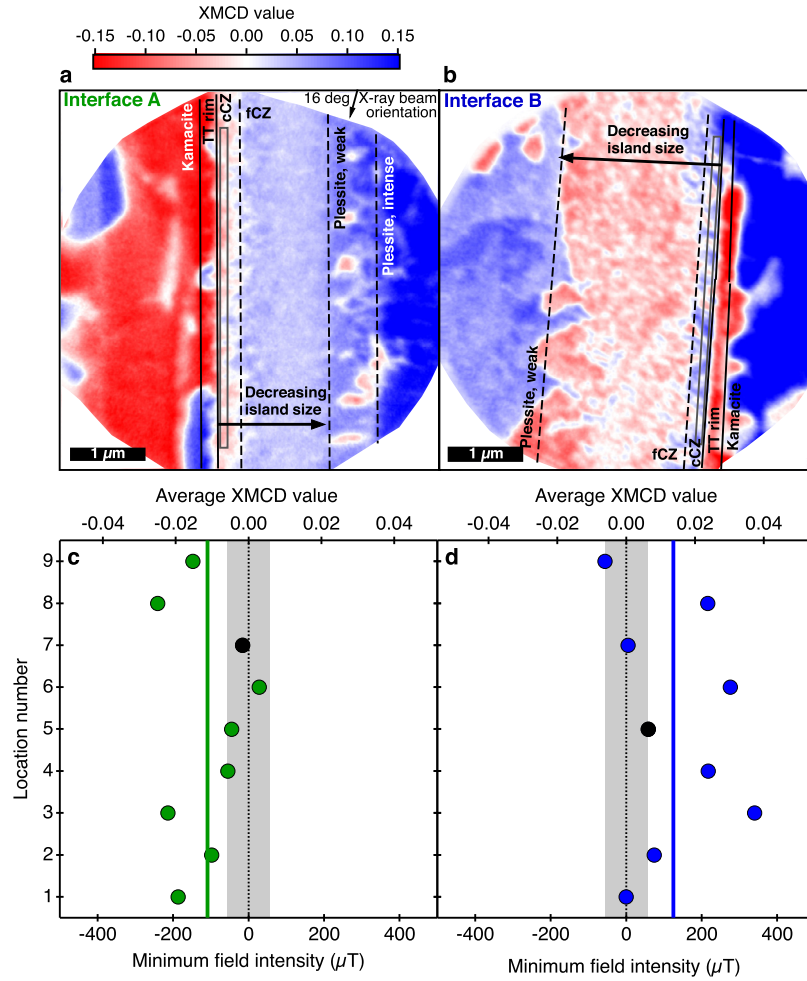 XMCD value
-0.15 -0.10 -0.05 0.00 0.05 0.10 0.15
a
Interface A
Kamacite
TT rim
cCZ
fCZ
16 deg
X-ray beam
orientation
Plessite, weak
Plessite, intense
Decreasing
island size
1 µm
b
Interface B
Decreasing
island size
Plessite, weak
fCZ
cCZ
TT rim
Kamacite
1 µm
Average XMCD value
-0.04 -0.02 0.00 0.02 0.04
c
Location number
9
8
7
6
5
4
3
2
1
-400 -200 0 200 400
Minimum field intensity (µT)
Average XMCD value
-0.04 -0.02 0.00 0.02 0.04
d
-400 -200 0 200 400
Minimum field intensity (µT)